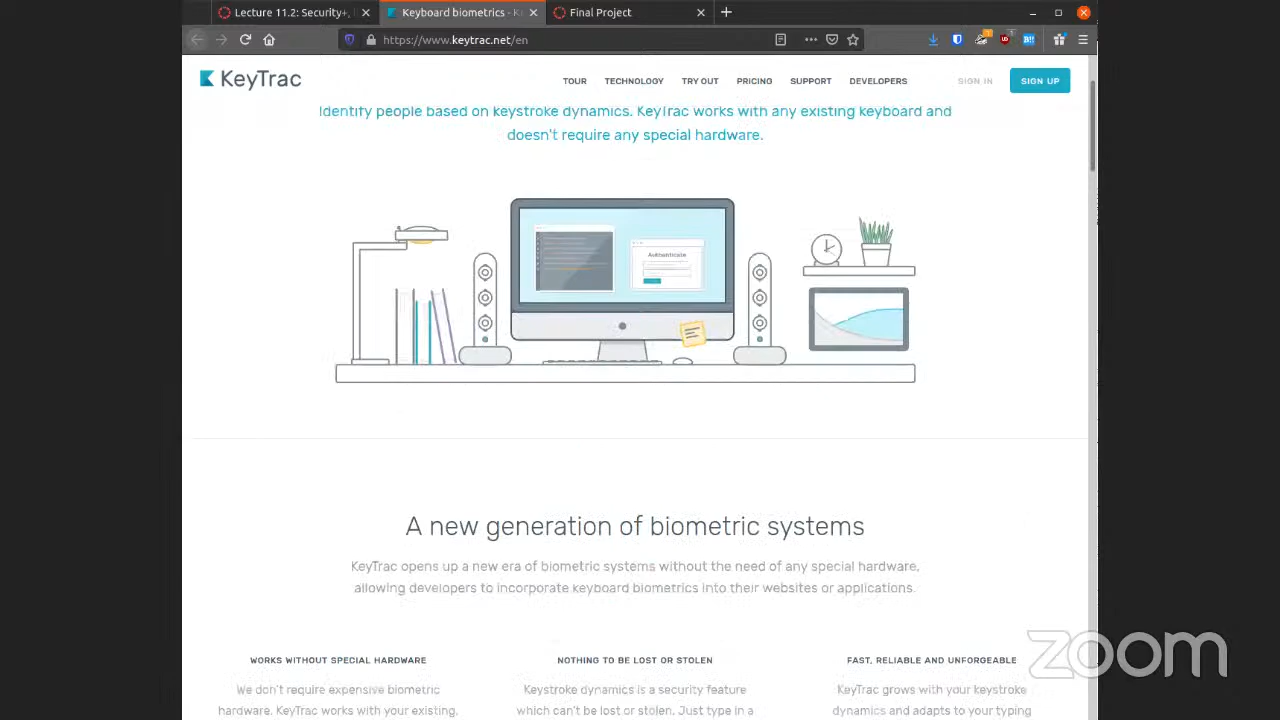 Lecture 11.2: Security+,
Keyboard biometrics - K
Final Project
https://www.keytrac.net/en
KeyTrac
TOUR
TECHNOLOGY
TRY OUT
PRICING
SUPPORT
DEVELOPERS
SIGN IN
SIGN UP
Identify people based on keystroke dynamics. KeyTrac works with any existing keyboard and
doesn't require any special hardware.
Authenticate
A new generation of biometric systems
KeyTrac opens up a new era of biometric systems without the need of any special hardware,
allowing developers to incorporate keyboard biometrics into their websites or applications.
WORKS WITHOUT SPECIAL HARDWARE
We don't require expensive biometric
hardware. KeyTrac works with your existing,
NOTHING TO BE LOST OR STOLEN
Keystroke dynamics is a security feature
which can't be lost or stolen. Just type in a
FAST, RELIABLE AND UNFORGEABLE
KeyTrac grows with your keystroke
dynamics and adapts to your typing
zoom